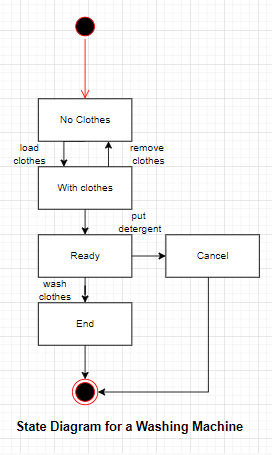 No Clothes
load
clothes
remove
clothes
With clothes
put
detergent
Ready
Cancel
wash
clothes
End
State Diagram for a Washing Machine